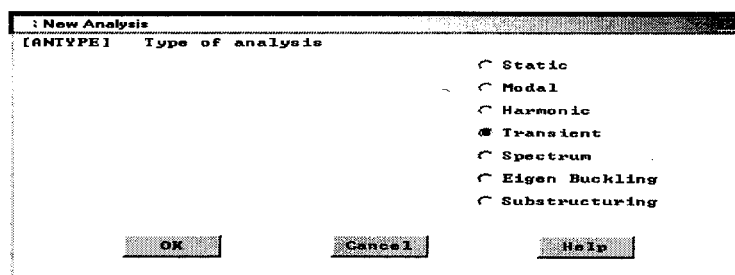 : New Analysis
[ANTYPE] Type of analysis
Static
Modal
Harmonic
Transient
Spectrum
Eigen Buckling
Substructuring
OK Cancel Help